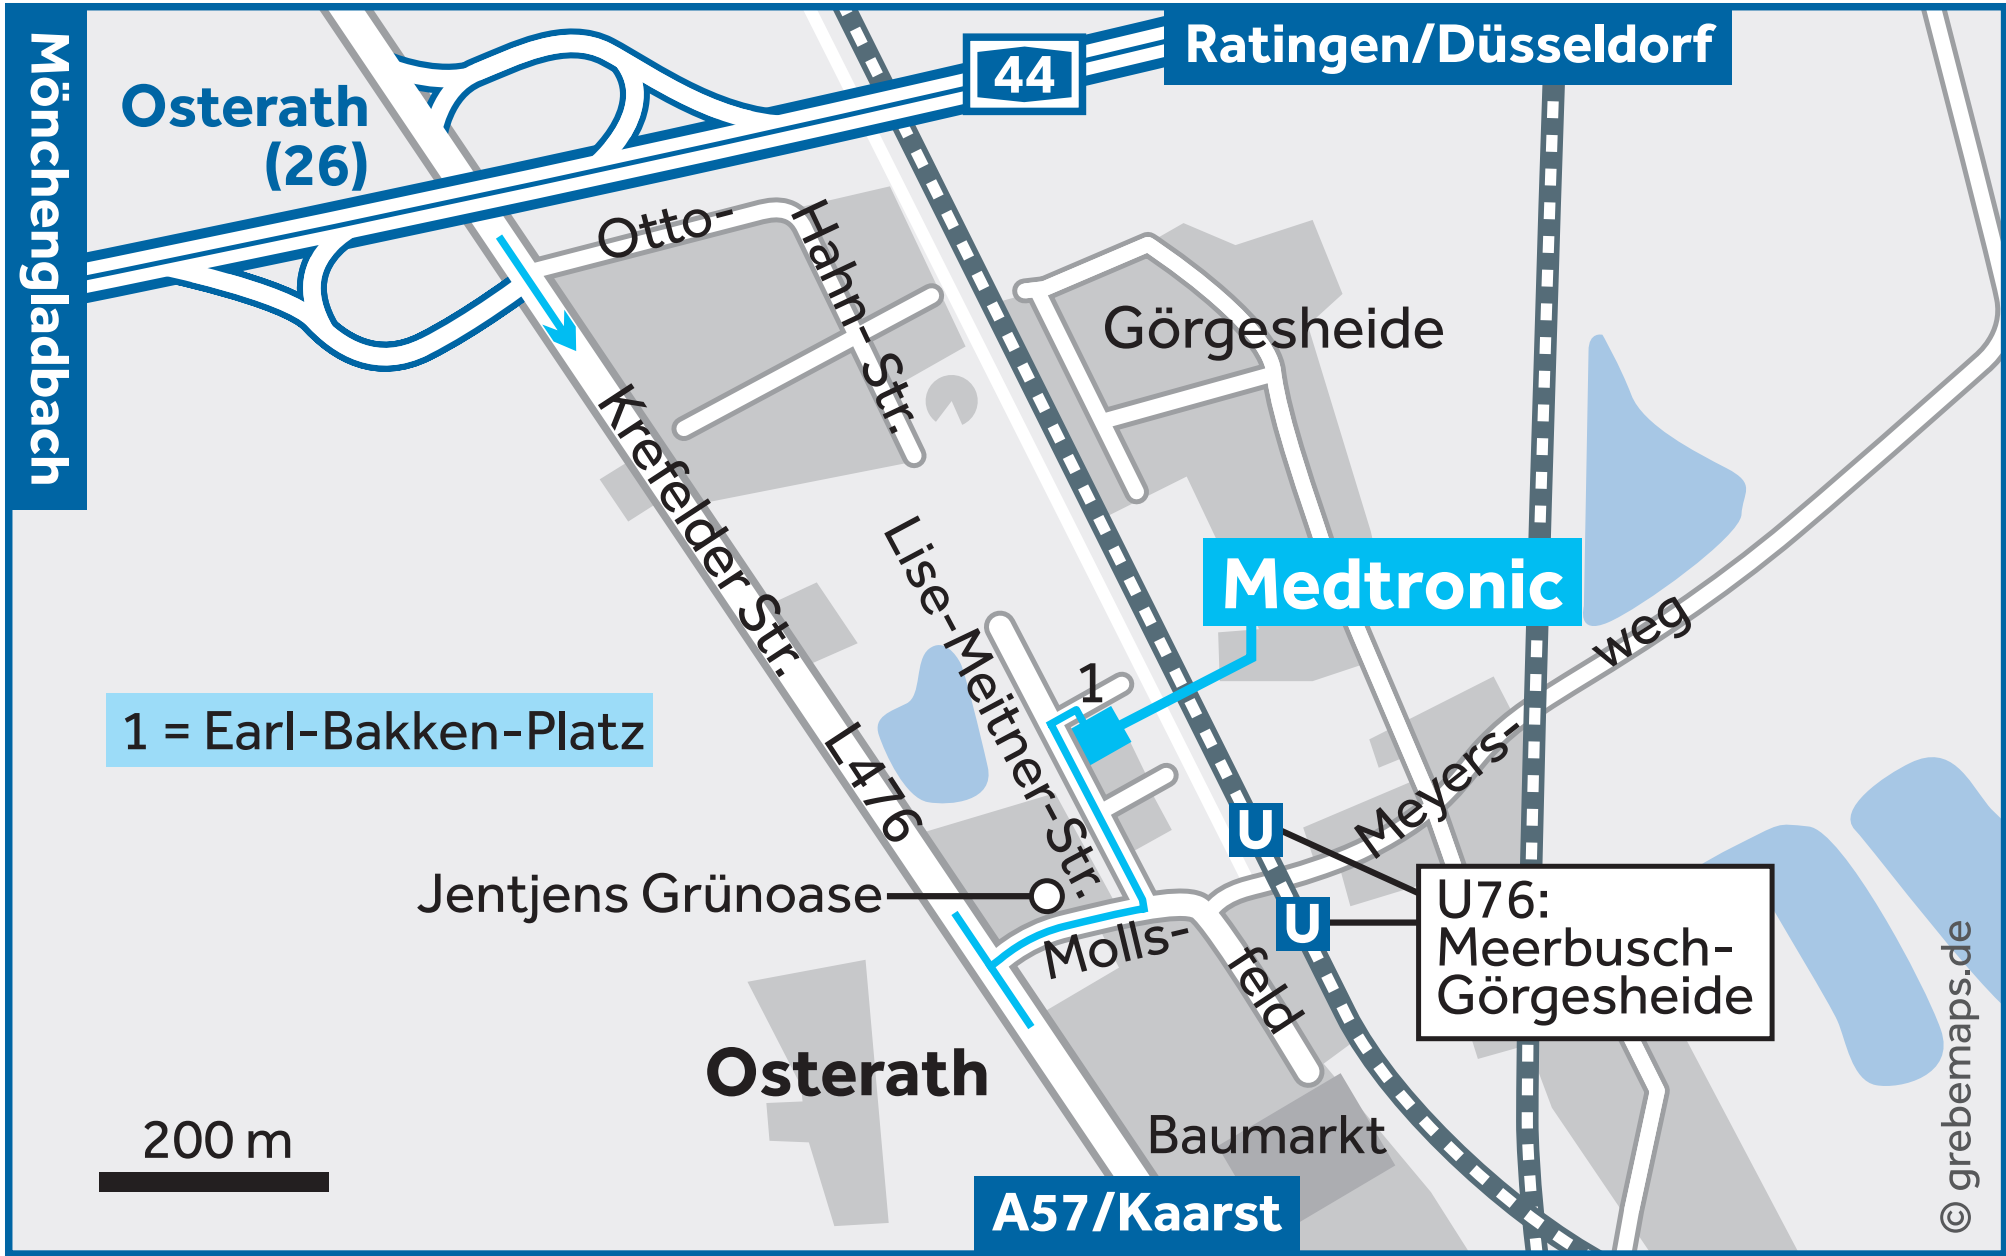 Mönchengladbach
Osterath
(26)
44
Ratingen/Düsseldorf
Otto-
Hahn-Str.
Görgesheide
Krefelder Str.
Lise-Meitner-Str.
Medtronic
weg
1
1 = Earl-Bakken-Platz
L476
Meyers-
U
Jentjens Grünoase
U
U76:
Meerbusch-
Görgesheide
Molls-
feld
Osterath
200 m
Baumarkt
A57/Kaarst
© grebemaps.de